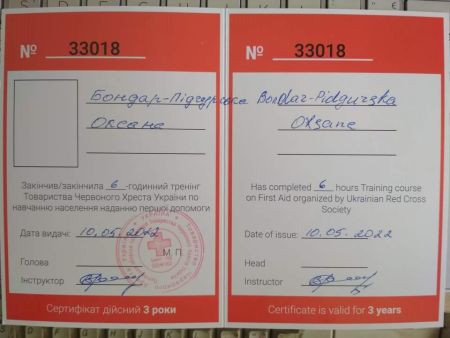 № 33018
Бондар-Підгурська
Оксана
Закінчив/закінчила 6 -годинний тренінг
Товариства Червоного Хреста України по
навчанню населення наданню першої допомоги
Дата видачі: 10.05.2022
М.П.
Голова
Інструктор
Сертифікат дійсний 3 роки
№ 33018
Bondar-Pidgurska
Oksana
Has completed 6 hours Training course
on First Aid organized by Ukrainian Red Cross
Society
Date of issue: 10.05.2022
Head
Instructor
Certificate is valid for 3 years